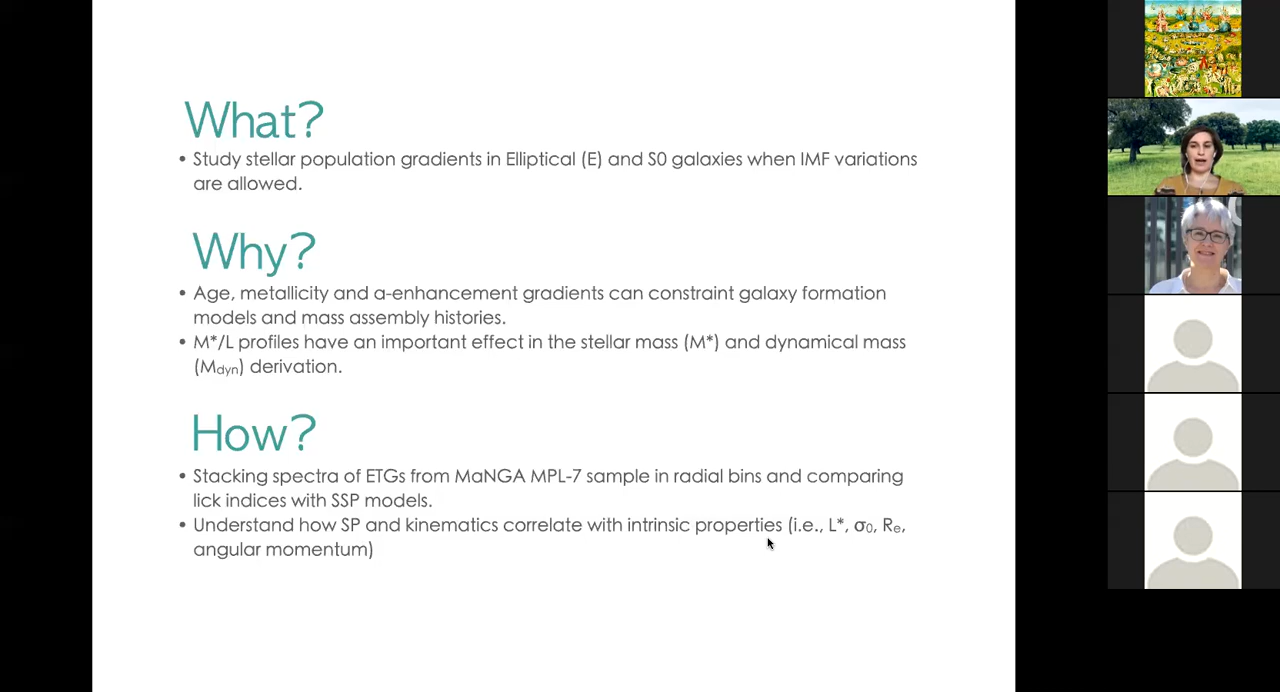 What?
• Study stellar population gradients in Elliptical (E) and S0 galaxies when IMF variations
are allowed.
Why?
• Age, metallicity and a-enhancement gradients can constraint galaxy formation
models and mass assembly histories.
• M*/L profiles have an important effect in the stellar mass (M*) and dynamical mass
(Mdyn) derivation.
How?
• Stacking spectra of ETGs from MaNGA MPL-7 sample in radial bins and comparing
lick indices with SSP models.
• Understand how SP and kinematics correlate with intrinsic properties (i.e., L*, σ0, Re,
angular momentum)